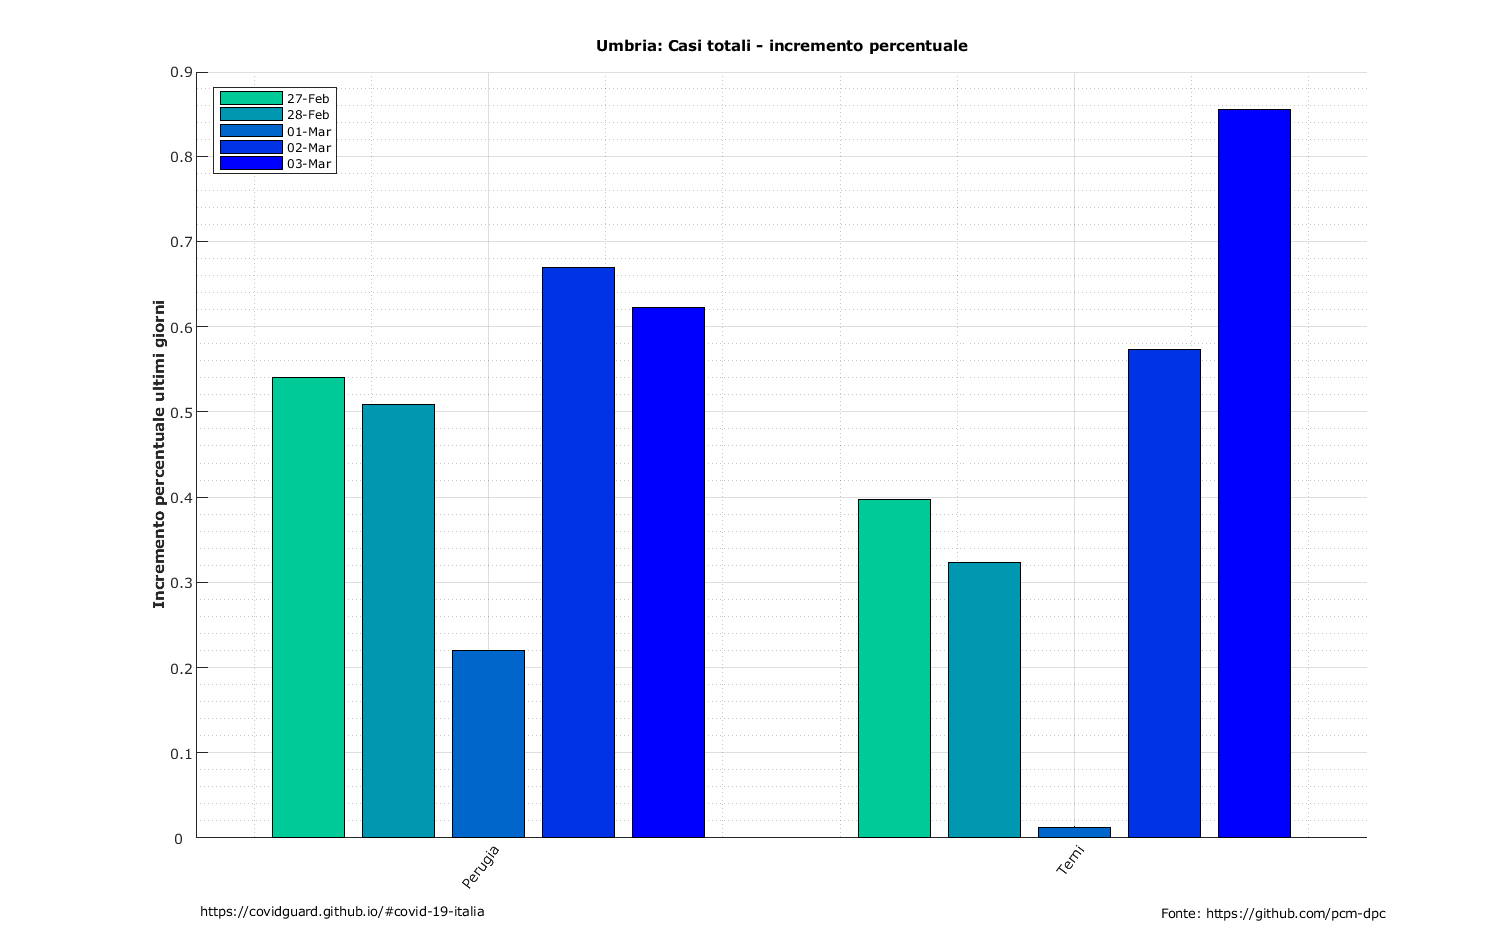 Umbria: Casi totali - incremento percentuale
27-Feb
28-Feb
01-Mar
02-Mar
03-Mar
Incremento percentuale ultimi giorni
0.9
0.8
0.7
0.6
0.5
0.4
0.3
0.2
0.1
0
Perugia
Terni
https://covidguard.github.io/#covid-19-italia
Fonte: https://github.com/pcm-dpc